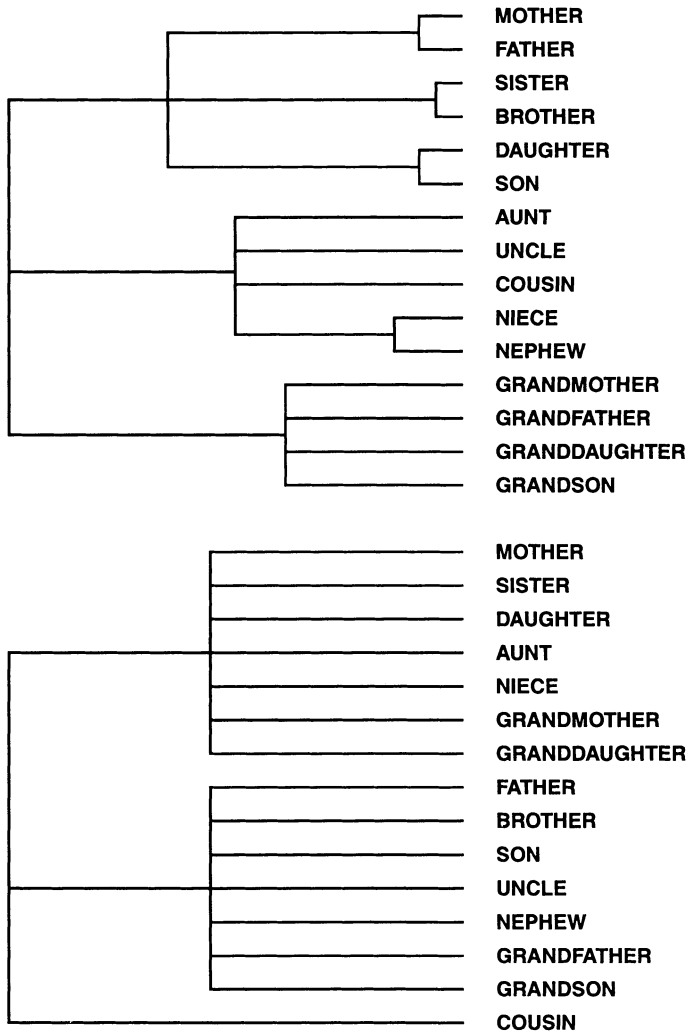 MOTHER
FATHER
SISTER
BROTHER
DAUGHTER
SON
AUNT
UNCLE
COUSIN
NIECE
NEPHEW
GRANDMOTHER
GRANDFATHER
GRANDDAUGHTER
GRANDSON
MOTHER
SISTER
DAUGHTER
AUNT
NIECE
GRANDMOTHER
GRANDDAUGHTER
FATHER
BROTHER
SON
UNCLE
NEPHEW
GRANDFATHER
GRANDSON
COUSIN